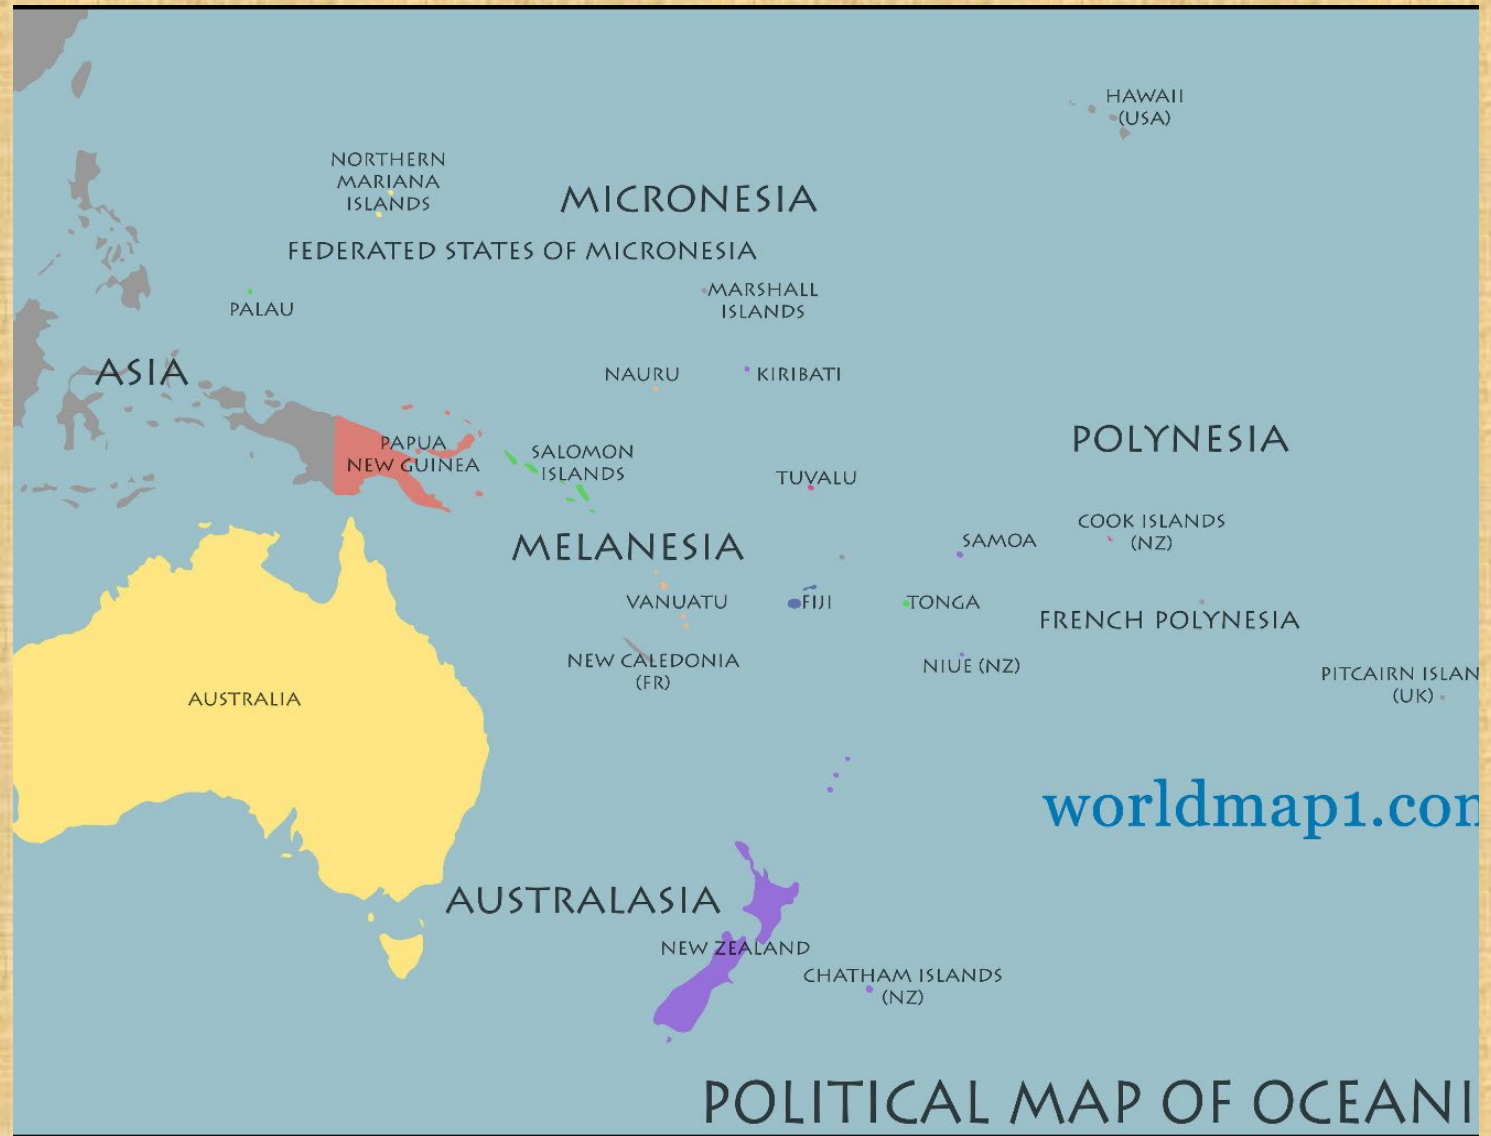 HAWAII
(USA)
NORTHERN
MARIANA
ISLANDS
MICRONESIA
FEDERATED STATES OF MICRONESIA
PALAU
MARSHALL
ISLANDS
ASIA
NAURU
KIRIBATI
PAPUA
NEW GUINEA
SALOMON
ISLANDS
POLYNESIA
TUVALU
MELANESIA
SAMOA
COOK ISLANDS
(NZ)
VANUATU
FIJI
TONGA
FRENCH POLYNESIA
NEW CALEDONIA
(FR)
NIUE (NZ)
PITCAIRN ISLAN
(UK)
AUSTRALIA
worldmap1.con
AUSTRALASIA
NEW ZEALAND
CHATHAM ISLANDS
(NZ)
POLITICAL MAP OF OCEANI